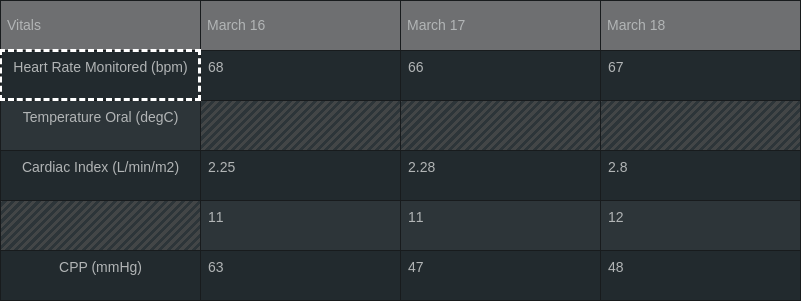 Vitals March 16 March 17 March 18
Heart Rate Monitored (bpm) 68 66 67
Temperature Oral (degC)
Cardiac Index (L/min/m2) 2.25 2.28 2.8
11 11 12
CPP (mmHg) 63 47 48